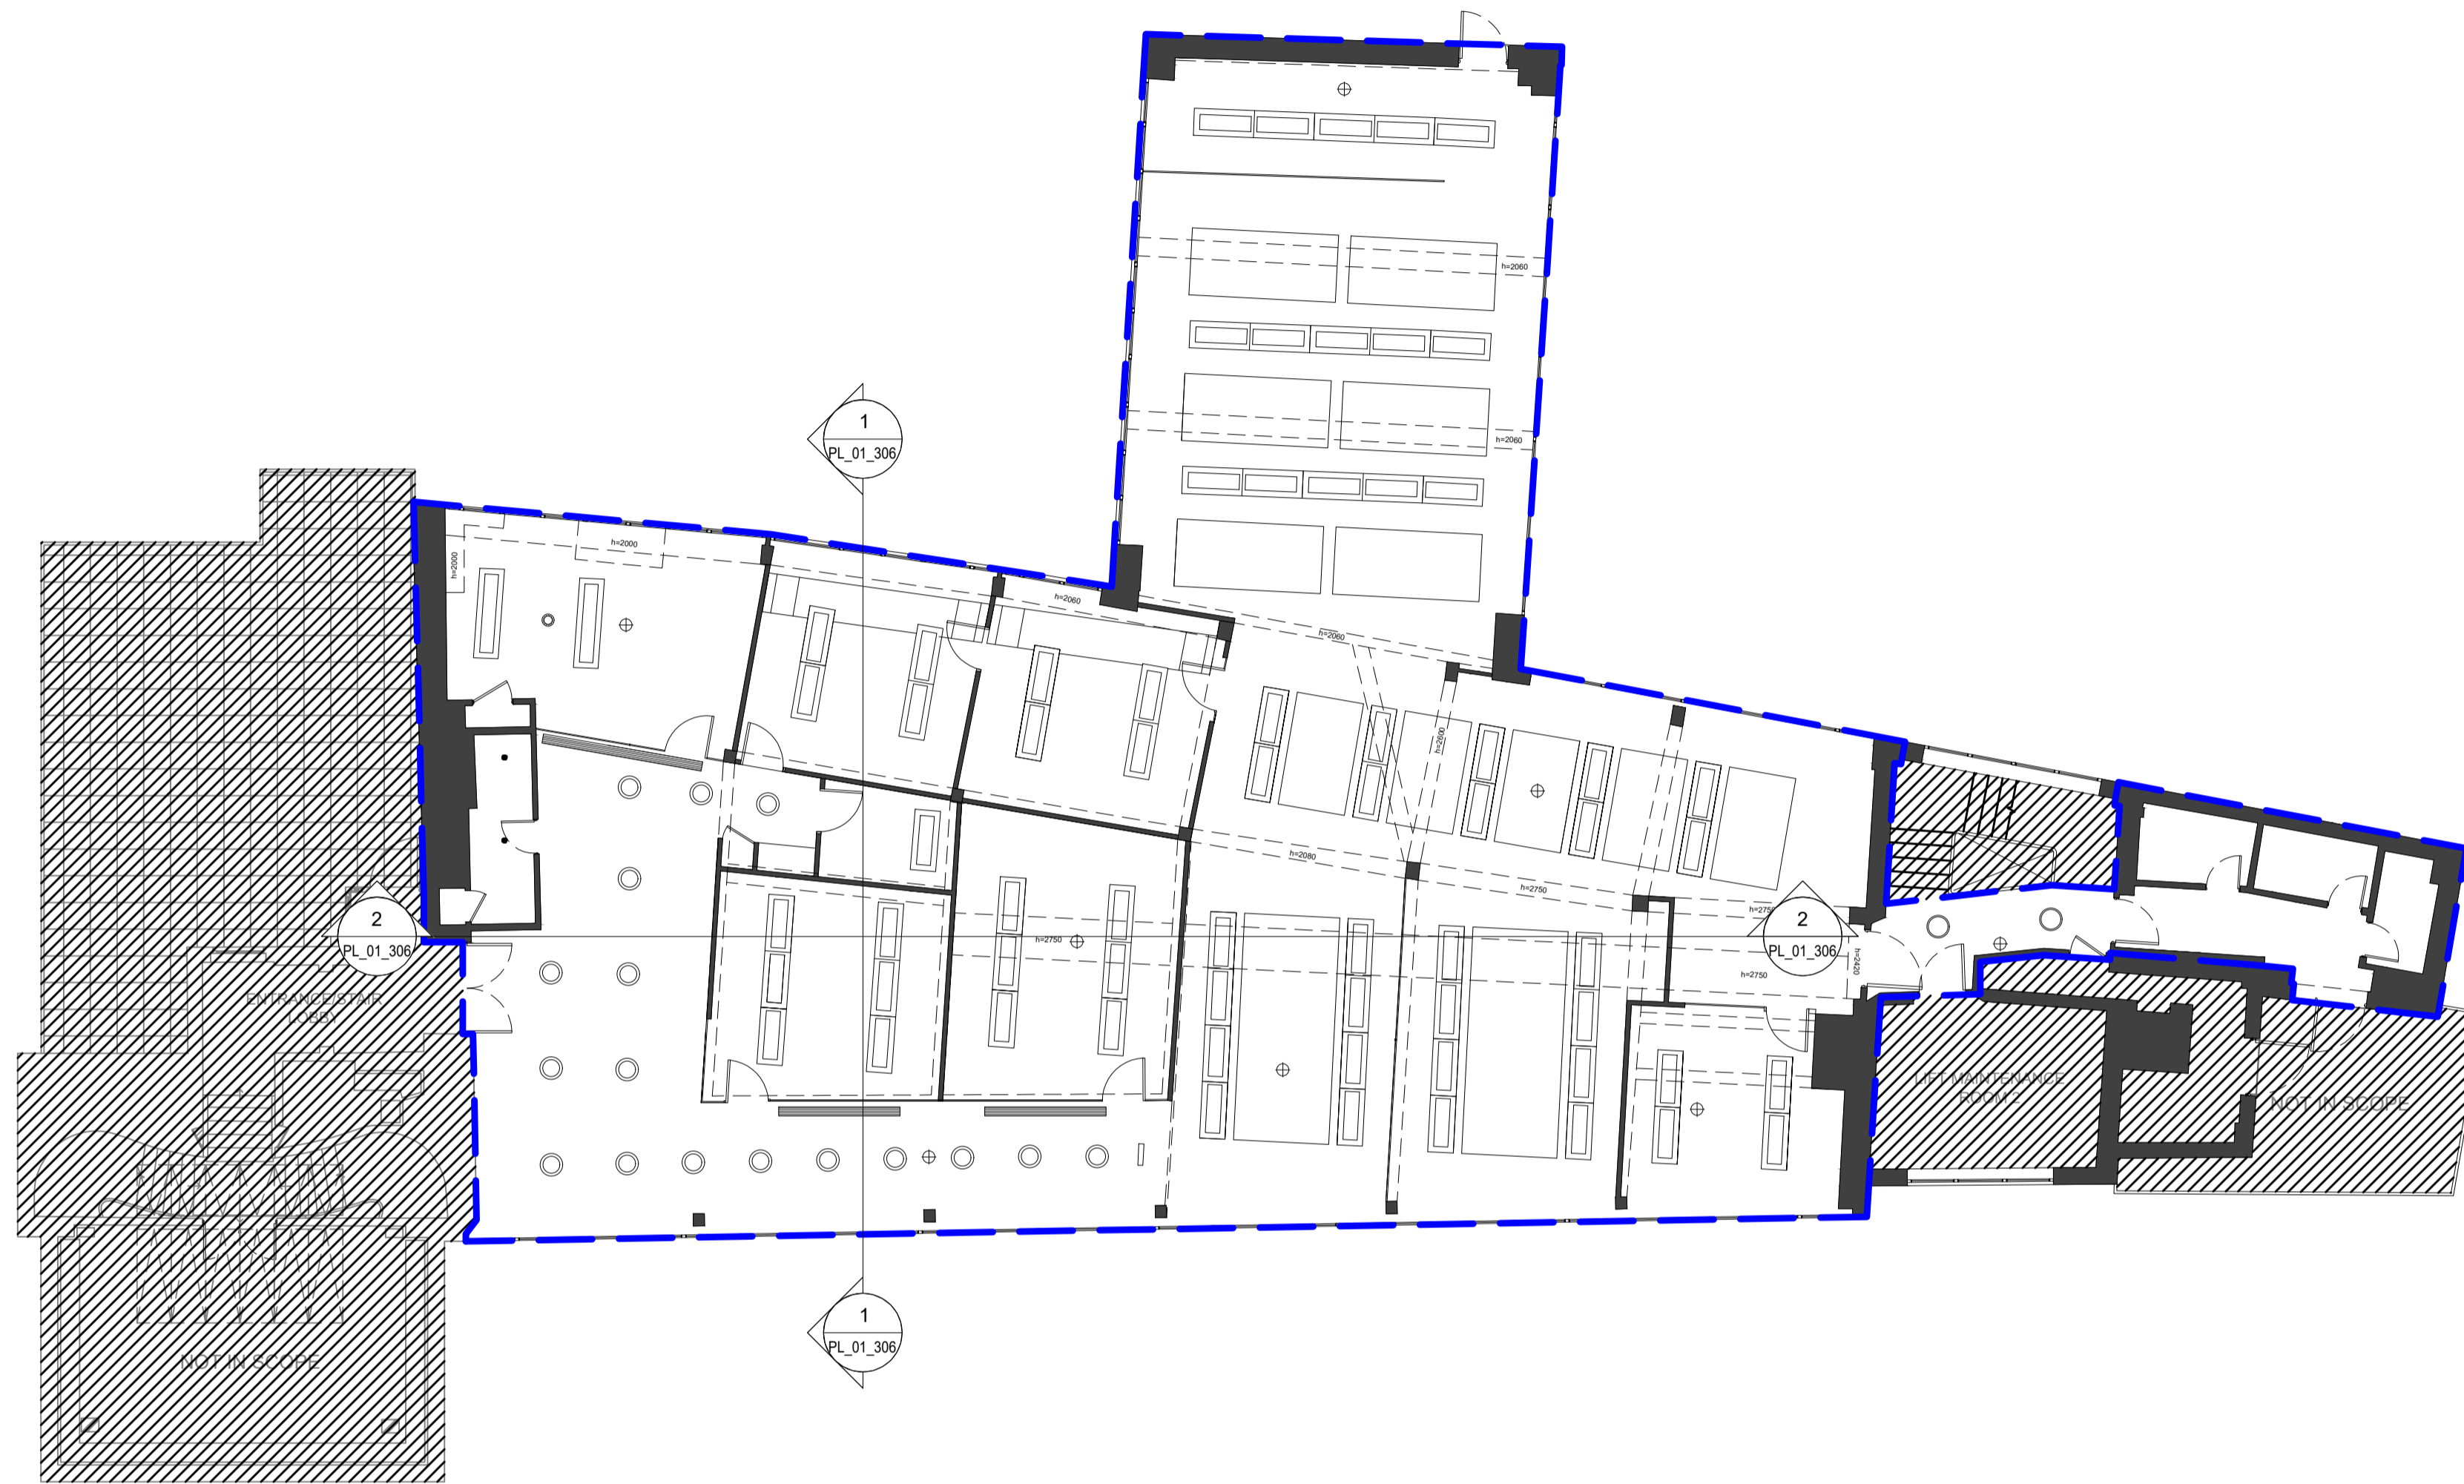 h=2060
h=2060
1
PL_01_306
h=2000
h=2000
h=2060
h=2060
h=2600
h=2080
h=2750
h=2750
h=2750
h=2750
h=2420
2
PL_01_306
2
PL_01_306
ENTRANCE/STAIR
LOBBY
LIFT MAINTENANCE
ROOM 2
NOT IN SCOPE
1
PL_01_306
NOT IN SCOPE